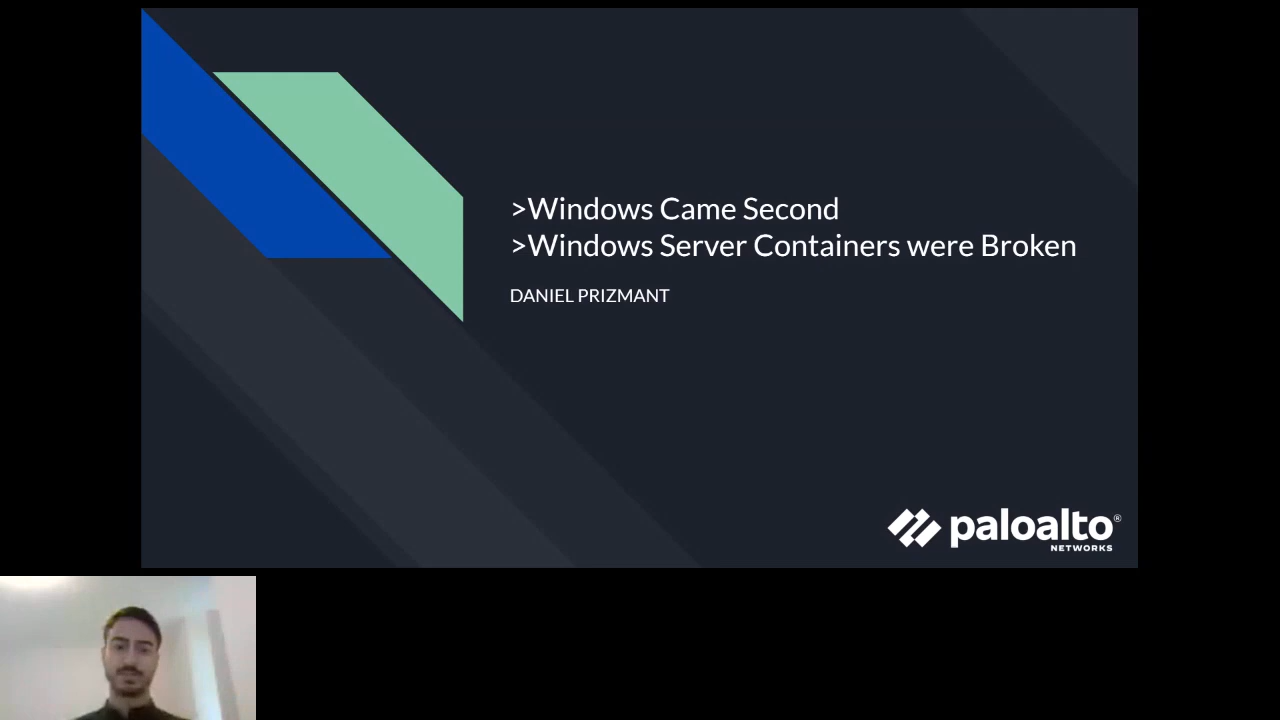 >Windows Came Second
>Windows Server Containers were Broken
DANIEL PRIZMANT
paloalto®
NETWORKS